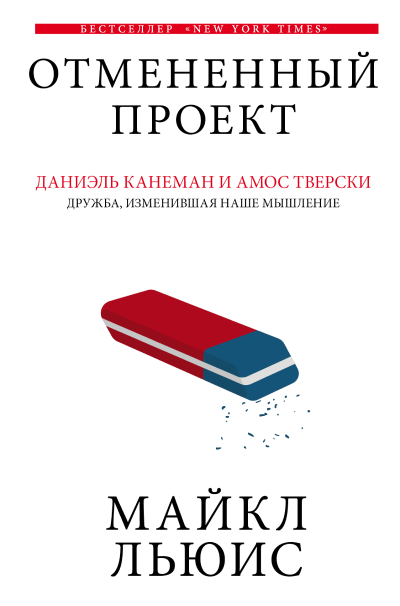 БЕСТСЕЛЛЕР «NEW YORK TIMES»
ОТМЕНЕННЫЙ
ПРОЕКТ
ДАНИЭЛЬ КАНЕМАН И АМОС ТВЕРСКИ
ДРУЖБА, ИЗМЕНИВШАЯ НАШЕ МЫШЛЕНИЕ
МАЙКЛ
ЛЬЮИС